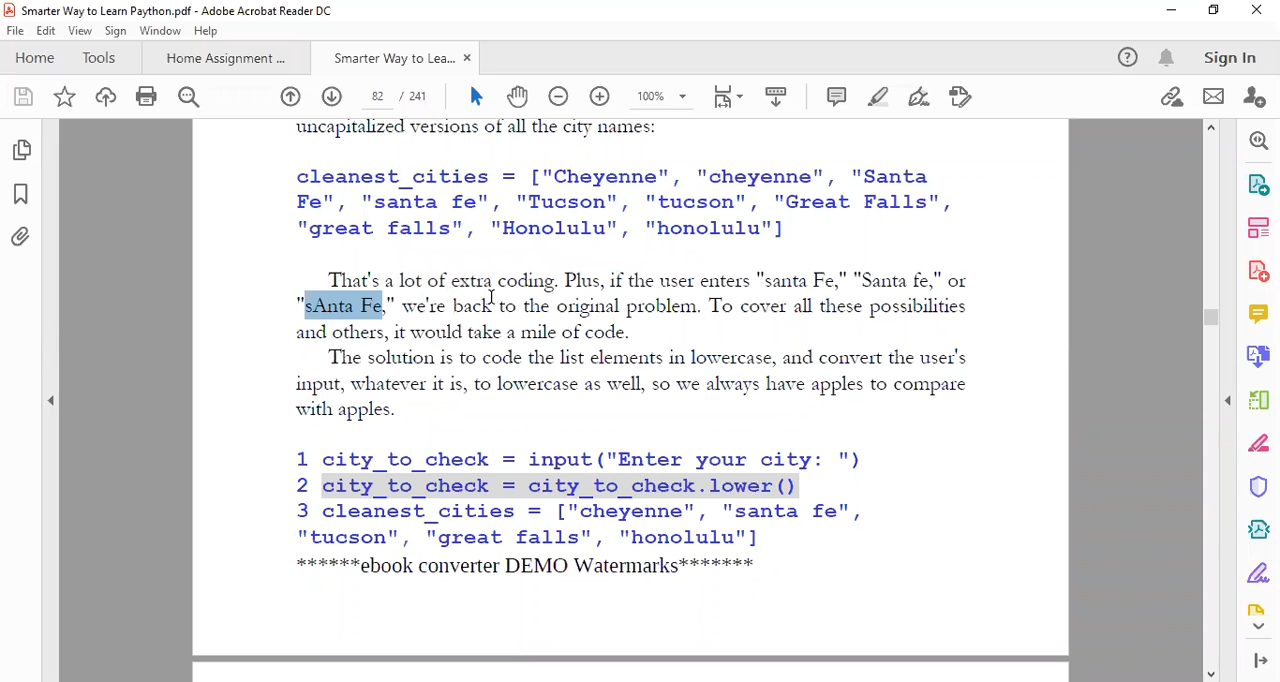 Smarter Way to Learn Paython.pdf - Adobe Acrobat Reader DC
File Edit View Sign Window Help
Home Tools Home Assignment ... Smarter Way to Lea... × Sign In
82 / 241 100%
uncapitalized versions of all the city names:
cleanest_cities = ["Cheyenne", "cheyenne", "Santa
Fe", "santa fe", "Tucson", "tucson", "Great Falls",
"great falls", "Honolulu", "honolulu"]
That's a lot of extra coding. Plus, if the user enters "santa Fe," "Santa fe," or
"sAnta Fe," we're back to the original problem. To cover all these possibilities
and others, it would take a mile of code.
The solution is to code the list elements in lowercase, and convert the user's
input, whatever it is, to lowercase as well, so we always have apples to compare
with apples.
1 city_to_check = input("Enter your city: ")
2 city_to_check = city_to_check.lower()
3 cleanest_cities = ["cheyenne", "santa fe",
"tucson", "great falls", "honolulu"]
******ebook converter DEMO Watermarks*******